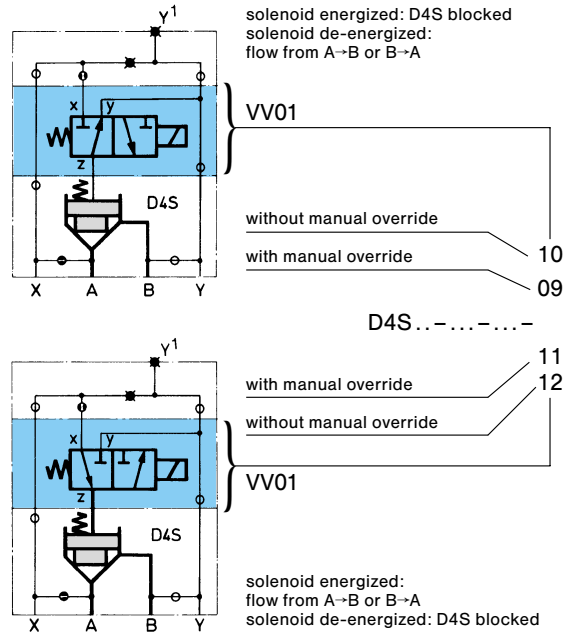 Y1
solenoid energized: D4S blocked
solenoid de-energized:
flow from A→B or B→A
x y
VV01
z
D4S
without manual override
10
with manual override
09
X A B Y
D4S..–...–...–
Y1
11
with manual override
12
without manual override
x y
VV01
z
D4S
solenoid energized:
flow from A→B or B→A
solenoid de-energized: D4S blocked
X A B Y